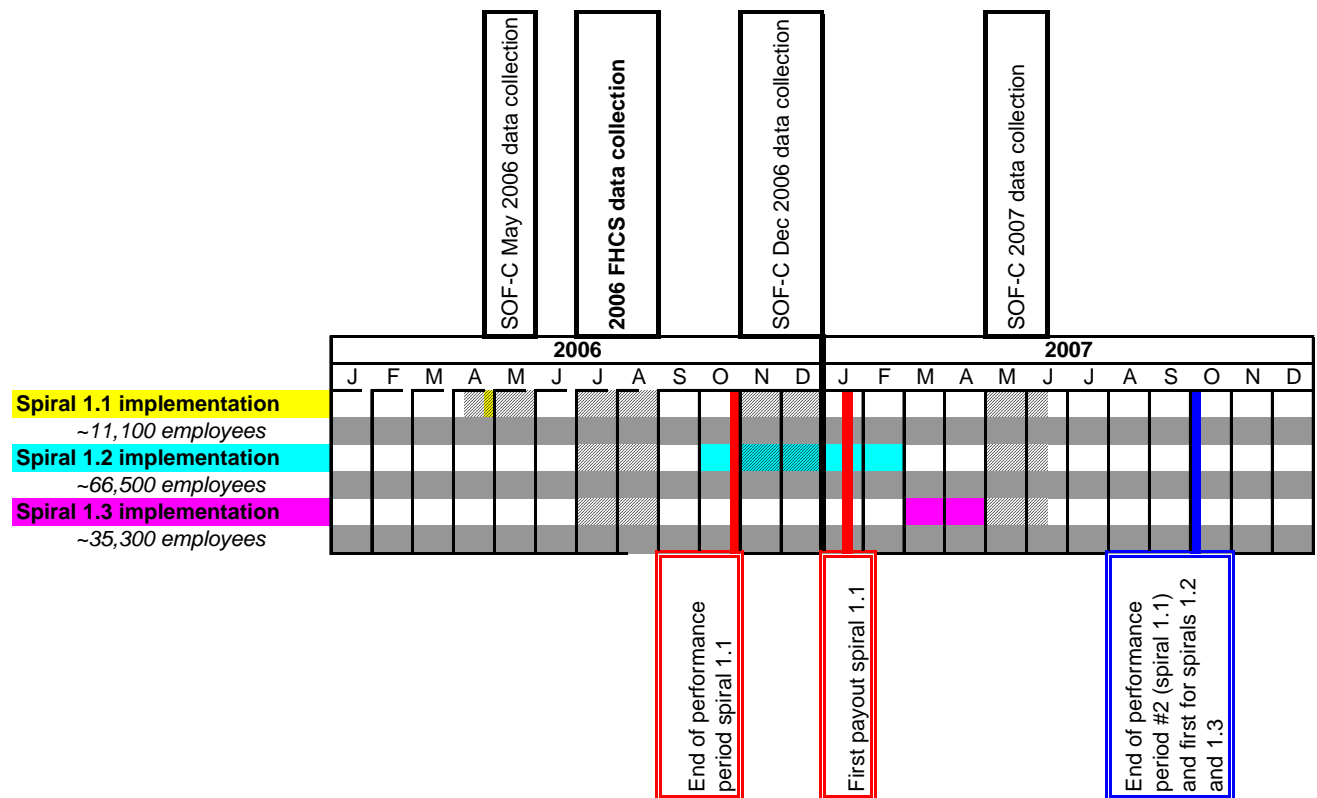 SOF-C May 2006 data collection
2006 FHCS data collection
SOF-C Dec 2006 data collection
SOF-C 2007 data collection
2006 2007
J F M A M J J A S O N D J F M A M J J A S O N D
Spiral 1.1 implementation
~11,100 employees
Spiral 1.2 implementation
~66,500 employees
Spiral 1.3 implementation
~35,300 employees
End of performance
period spiral 1.1
First payout spiral 1.1
End of performance
period #2 (spiral 1.1)
and first for spirals 1.2
and 1.3